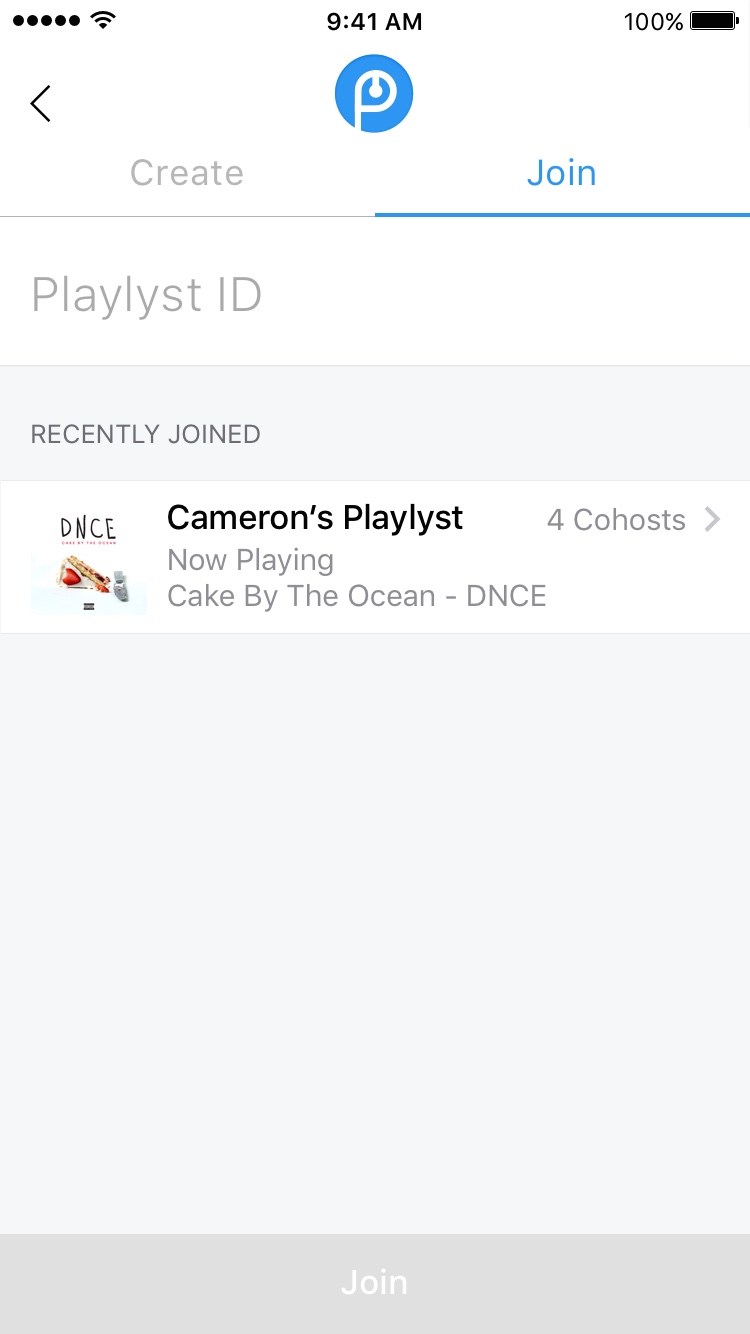 9:41 AM 100%
Create Join
Playlyst ID
RECENTLY JOINED
DNCE
CAKE BY THE OCEAN
Cameron’s Playlyst 4 Cohosts
Now Playing
Cake By The Ocean - DNCE
Join